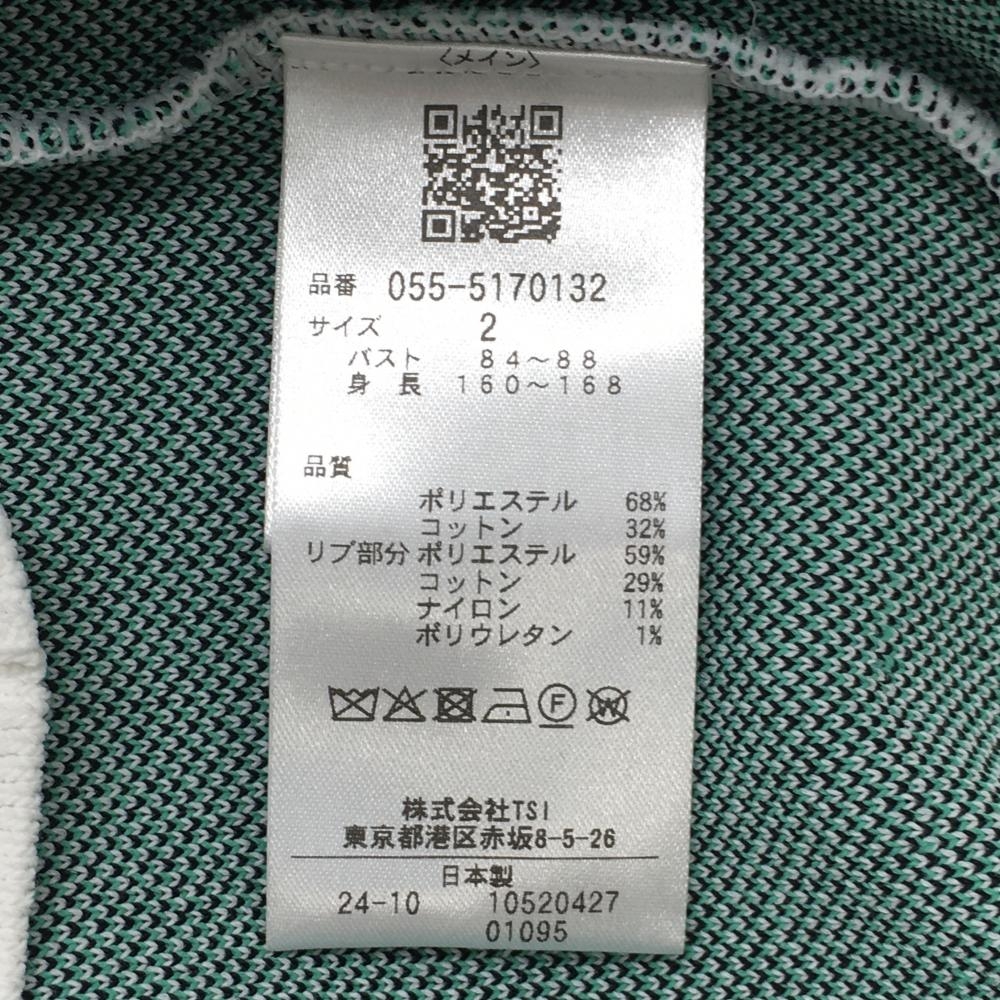 〈メイン〉
品番 055-5170132
サイズ 2
バスト 84〜88
身長 160〜168
品質
ポリエステル 68%
コットン 32%
リブ部分 ポリエステル 59%
コットン 29%
ナイロン 11%
ポリウレタン 1%
F W
株式会社TSI
東京都港区赤坂8-5-26
日本製
24-10 10520427
01095